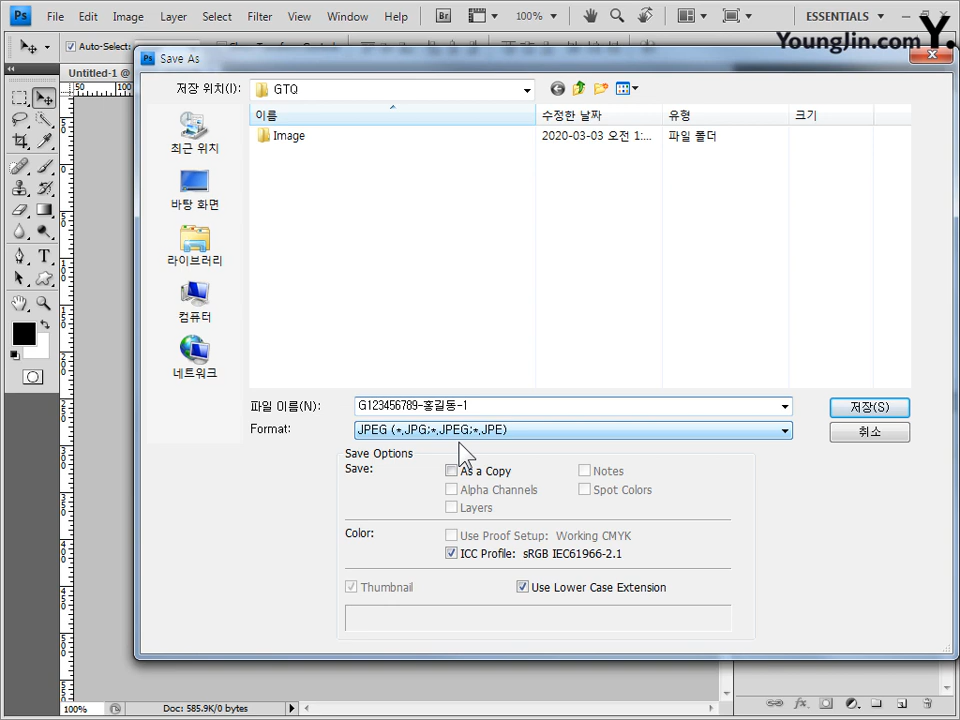 Ps File Edit Image Layer Select Filter View Window Help Br 100% ESSENTIALS
YoungJin.com Y.
Auto-Select:
Untitled-1 @
Ps Save As
저장 위치(I): GTQ
이름 수정한 날짜 유형 크기
Image 2020-03-03 오전 1:... 파일 폴더
최근 위치
바탕 화면
라이브러리
컴퓨터
네트워크
파일 이름(N): G123456789-홍길동-1 저장(S)
Format: JPEG (*.JPG;*.JPEG;*.JPE) 취소
Save Options
Save: As a Copy Notes
Alpha Channels Spot Colors
Layers
Color: Use Proof Setup: Working CMYK
ICC Profile: sRGB IEC61966-2.1
Thumbnail Use Lower Case Extension
100% Doc: 585.9K/0 bytes